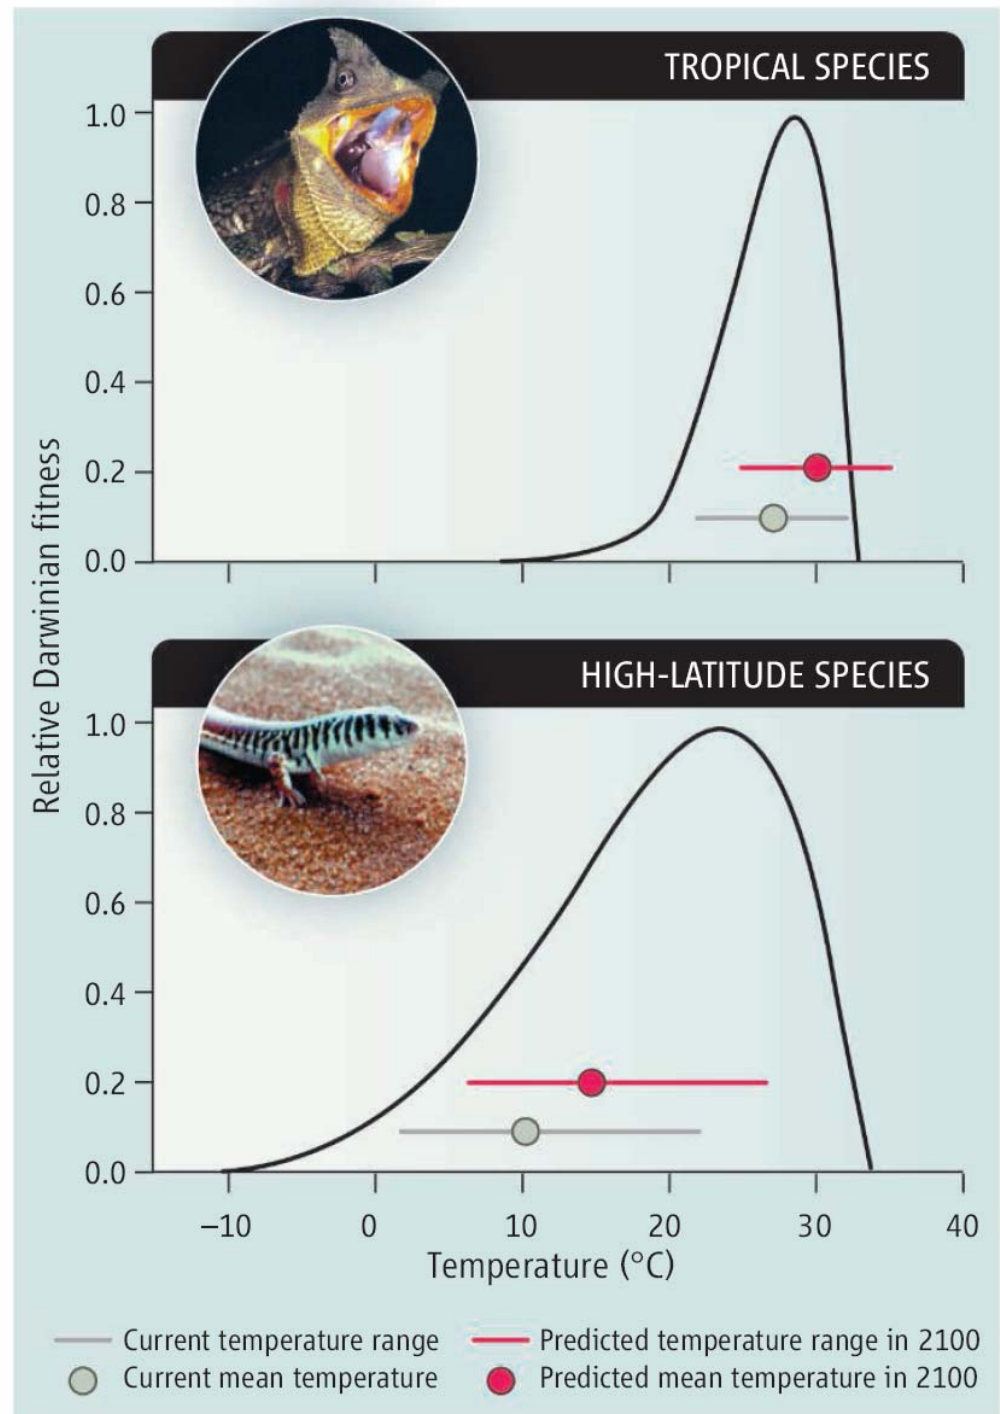 TROPICAL SPECIES
1.0
0.8
0.6
0.4
0.2
0.0
Relative Darwinian fitness
HIGH-LATITUDE SPECIES
1.0
0.8
0.6
0.4
0.2
0.0
–10 0 10 20 30 40
Temperature (°C)
Current temperature range Predicted temperature range in 2100
Current mean temperature Predicted mean temperature in 2100